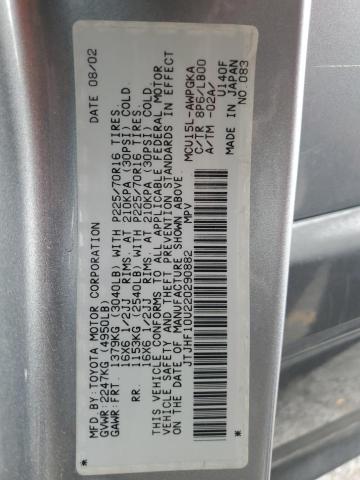 MFD.BY:TOYOTA MOTOR CORPORATION DATE 08/02
GVWR:2247KG (4950LB)
GAWR:FRT. 1379KG (3040LB) WITH P225/70R16 TIRES,
16X6 1/2JJ RIMS, AT 210KPA (30PSI) COLD.
RR. 1153KG (2540LB) WITH P225/70R16 TIRES,
16X6 1/2JJ RIMS, AT 210KPA (30PSI) COLD.
THIS VEHICLE CONFORMS TO ALL APPLICABLE FEDERAL MOTOR
VEHICLE SAFETY AND THEFT PREVENTION STANDARDS IN EFFECT
ON THE DATE OF MANUFACTURE SHOWN ABOVE.
JTJHF10U220290882 MPV
* *
MCU15L-AWPGKA
C/TR 8P6/LB00
A/TM -02A/
U140F
MADE IN JAPAN
NO 083